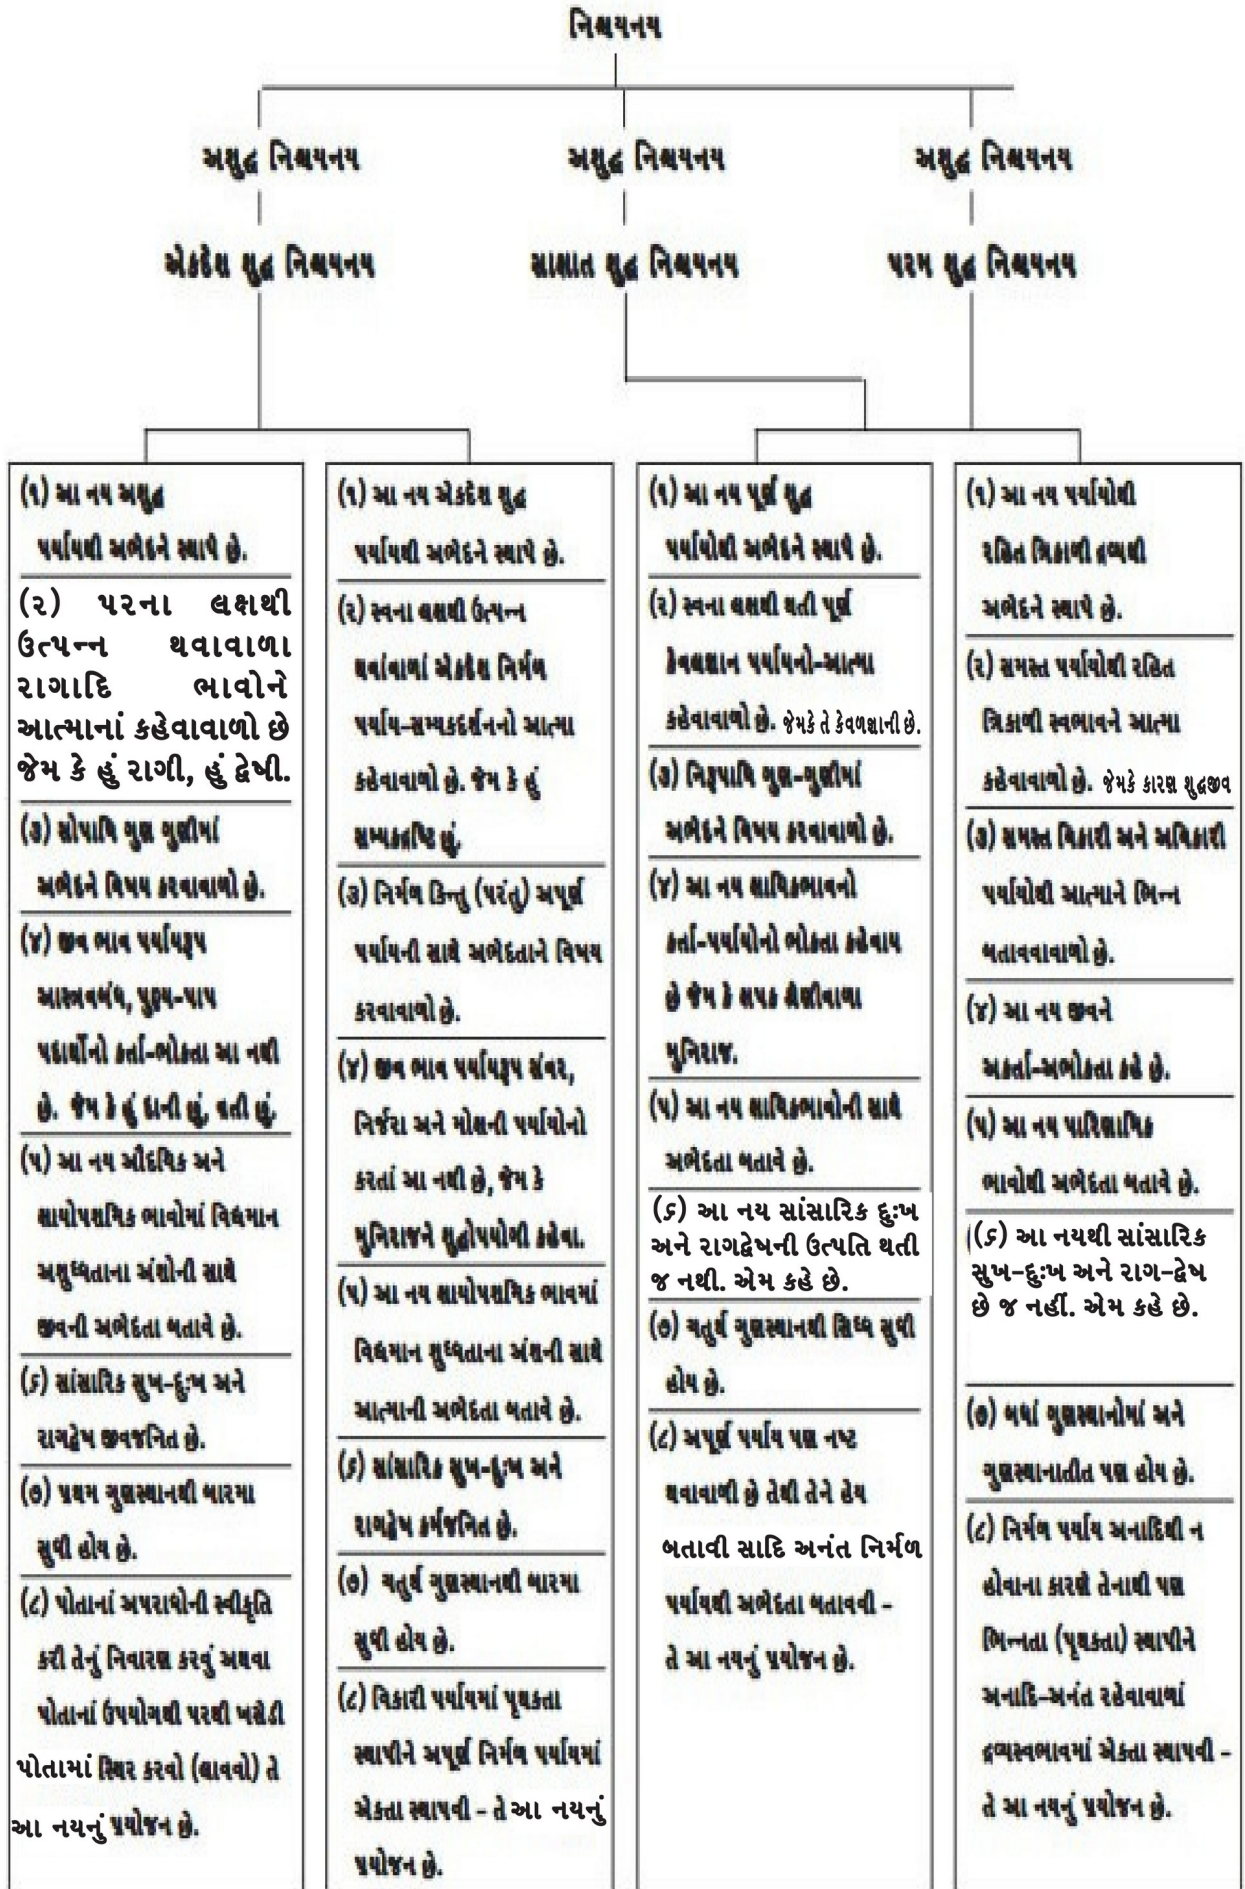 નિશ્ચયનય
અશુદ્ધ નિશ્ચયનય
અશુદ્ધ નિશ્ચયનય
અશુદ્ધ નિશ્ચયનય
એકદેશ શુદ્ધ નિશ્ચયનય
સાક્ષાત શુદ્ધ નિશ્ચયનય
પરમ શુદ્ધ નિશ્ચયનય
(૧) આ નય અશુદ્ધ
પર્યાયથી અભેદને સ્થાપે છે.
(૨) પરના લક્ષથી
ઉત્પન્ન થવાવાળા
રાગાદિ ભાવોને
આત્માનાં કહેવાવાળો છે
જેમ કે હું રાગી, હું દ્વેષી.
(૩) સોપાધિ ગુણ ગુણીમાં
અભેદને વિષય કરવાવાળો છે.
(૪) જીવ ભાવ પર્યાયરૂપ
આસ્ત્રવબંધ, પુણ્ય-પાપ
પદાર્થોનો કર્તા-ભોક્તા આ નથી
છે. જેમ કે હું દાની છું, વ્રતી છું.
(૫) આ નય ઔદયિક અને
ક્ષાયોપશમિક ભાવોમાં વિદ્યમાન
અશુધ્ધતાના અંશોની સાથે
જીવની અભેદતા બતાવે છે.
(૬) સાંસારિક સુખ-દુઃખ અને
રાગદ્વેષ જીવજનિત છે.
(૭) પ્રથમ ગુણસ્થાનથી બારમા
સુધી હોય છે.
(૮) પોતાનાં અપરાધોની સ્વીકૃતિ
કરી તેનું નિવારણ કરવું અથવા
પોતાનાં ઉપયોગથી પરથી ખસેડી
પોતામાં સ્થિર કરવો (લાવવો) તે
આ નયનું પ્રયોજન છે.
(૧) આ નય એકદેશ શુદ્ધ
પર્યાયથી અભેદને સ્થાપે છે.
(૨) સ્વના લક્ષથી ઉત્પન્ન
થવાંવાળાં એકદેશ નિર્મળ
પર્યાય-સમ્યકદર્શનનો આત્મા
કહેવાવાળો છે. જેમ કે હું
સમ્યકદ્રષ્ટિ છું.
(૩) નિર્મળ કિન્તુ (પરંતુ) અપૂર્ણ
પર્યાયની સાથે અભેદતાને વિષય
કરવાવાળો છે.
(૪) જીવ ભાવ પર્યાયરૂપ સંવર,
નિર્જરા અને મોક્ષની પર્યાયોનો
કરતાં આ નથી છે, જેમ કે
મુનિરાજને શુદ્ધોપયોગી કહેવા.
(૫) આ નય ક્ષાયોપશમિક ભાવમાં
વિદ્યમાન શુધ્ધતાના અંશની સાથે
આત્માની અભેદતા બતાવે છે.
(૬) સાંસારિક સુખ-દુઃખ અને
રાગદ્વેષ કર્મજનિત છે.
(૭) ચતુર્થ ગુણસ્થાનથી બારમા
સુધી હોય છે.
(૮) વિકારી પર્યાયમાં પૃથકતા
સ્થાપીને અપૂર્ણ નિર્મળ પર્યાયમાં
એકતા સ્થાપવી - તે આ નયનું
પ્રયોજન છે.
(૧) આ નય પૂર્ણ શુદ્ધ
પર્યાયોથી અભેદને સ્થાપે છે.
(૨) સ્વના લક્ષથી થતી પૂર્ણ
કેવલજ્ઞાન પર્યાયનો-આત્મા
કહેવાવાળો છે. જેમકે તે કેવળજ્ઞાની છે.
(૩) નિરૂપાધિ ગુણ-ગુણીમાં
અભેદને વિષય કરવાવાળો છે.
(૪) આ નય ક્ષાયિકભાવનો
કર્તા-પર્યાયોનો ભોક્તા કહેવાય
છે જેમ કે ક્ષપક શ્રેણીવાળા
મુનિરાજ.
(૫) આ નય ક્ષાયિકભાવોની સાથે
અભેદતા બતાવે છે.
(૬) આ નય સાંસારિક દુઃખ
અને રાગદ્વેષની ઉત્પતિ થતી
જ નથી. એમ કહે છે.
(૭) ચતુર્થ ગુણસ્થાનથી સિધ્ધ સુધી
હોય છે.
(૮) અપૂર્ણ પર્યાય પણ નષ્ટ
થવાવાળી છે તેથી તેને હેય
બતાવી સાદિ અનંત નિર્મળ
પર્યાયથી અભેદતા બતાવવી -
તે આ નયનું પ્રયોજન છે.
(૧) આ નય પર્યાયોથી
રહિત ત્રિકાળી દ્રવ્યથી
અભેદને સ્થાપે છે.
(૨) સમસ્ત પર્યાયોથી રહિત
ત્રિકાળી સ્વભાવને આત્મા
કહેવાવાળો છે. જેમકે કારણ શુદ્ધજીવ
(૩) સમસ્ત વિકારી અને અવિકારી
પર્યાયોથી આત્માને ભિન્ન
બતાવવાવાળો છે.
(૪) આ નય જીવને
અકર્તા-અભોક્તા કહે છે.
(૫) આ નય પારિણામિક
ભાવોથી અભેદતા બતાવે છે.
(૬) આ નયથી સાંસારિક
સુખ-દુઃખ અને રાગ-દ્વેષ
છે જ નહીં. એમ કહે છે.
(૭) બધાં ગુણસ્થાનોમાં અને
ગુણસ્થાનાતીત પણ હોય છે.
(૮) નિર્મળ પર્યાય અનાદિથી ન
હોવાના કારણે તેનાથી પણ
ભિન્નતા (પૃથકતા) સ્થાપીને
અનાદિ-અનંત રહેવાવાળાં
દ્રવ્યસ્વભાવમાં એકતા સ્થાપવી -
તે આ નયનું પ્રયોજન છે.